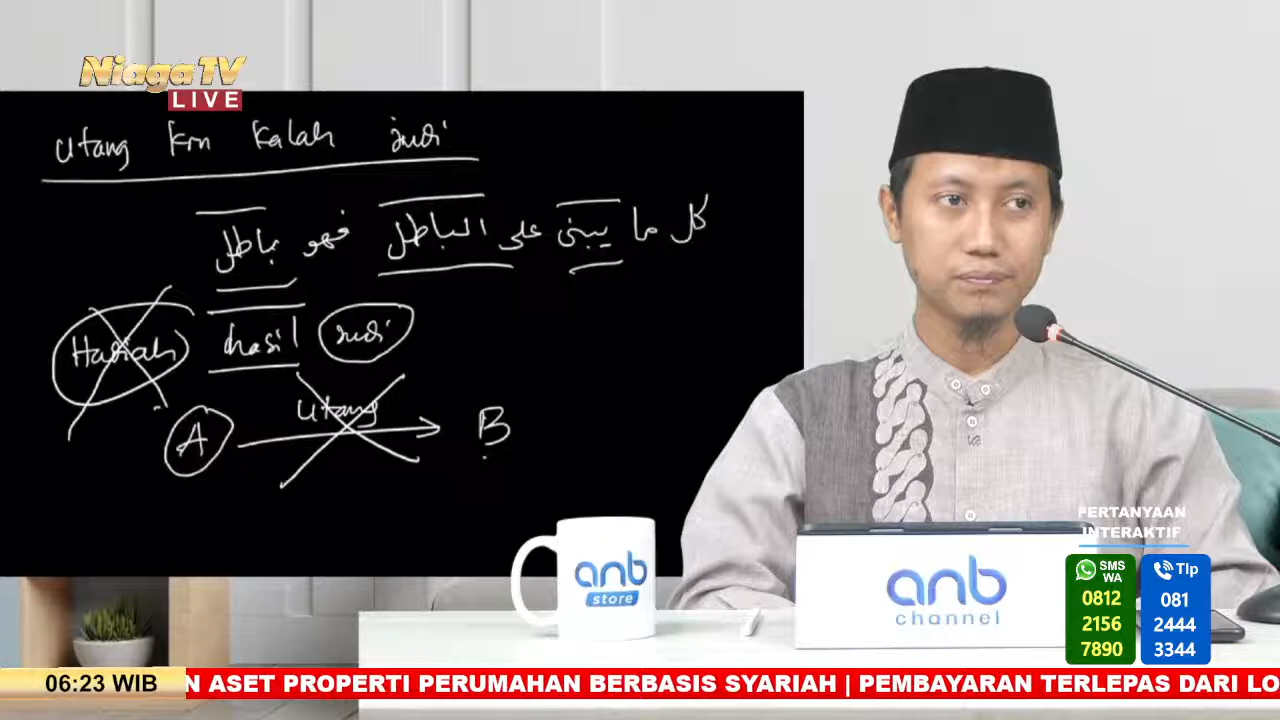 Niaga TV
LIVE
utang krn kalah judi
كل ما يبنى على الباطل فهو باطل
Hadiah hasil judi
utang
A B
anb
store
anb
channel
PERTANYAAN
INTERAKTIF
SMS
WA
0812
2156
7890
Tlp
081
2444
3344
06:23 WIB
N ASET PROPERTI PERUMAHAN BERBASIS SYARIAH | PEMBAYARAN TERLEPAS DARI LO